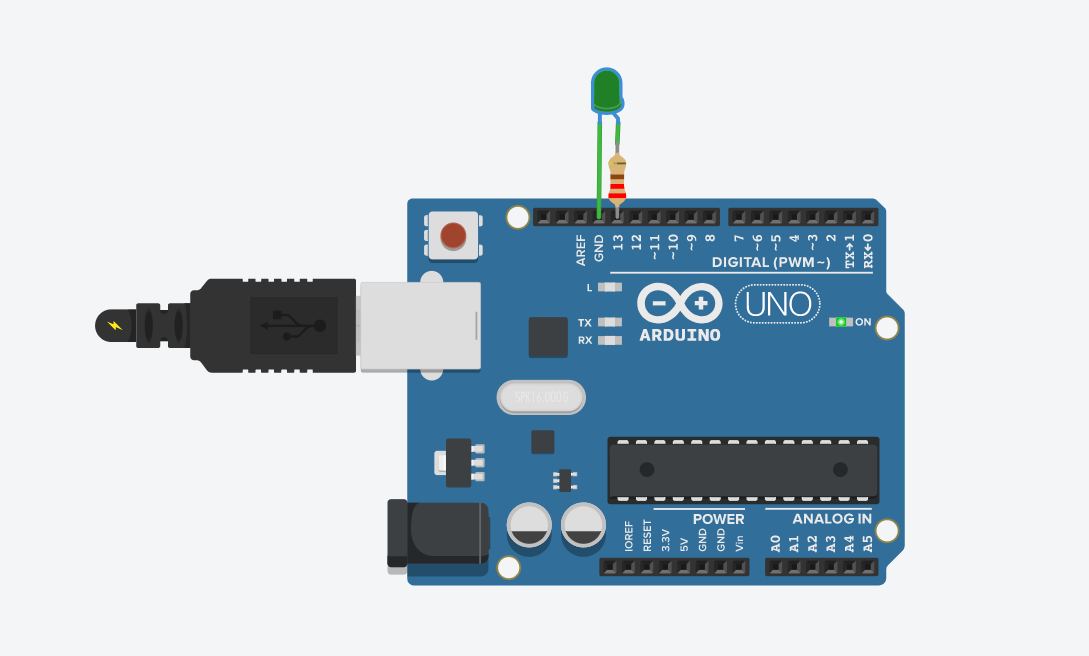 AREF
GND
13
12
~11
~10
~9
8
7
~6
~5
4
~3
2
TX→1
RX←0
DIGITAL (PWM~)
L
TX
RX
ARDUINO
UNO
ON
SPK16.000G
POWER
ANALOG IN
IOREF
RESET
3.3V
5V
GND
GND
Vin
A0
A1
A2
A3
A4
A5